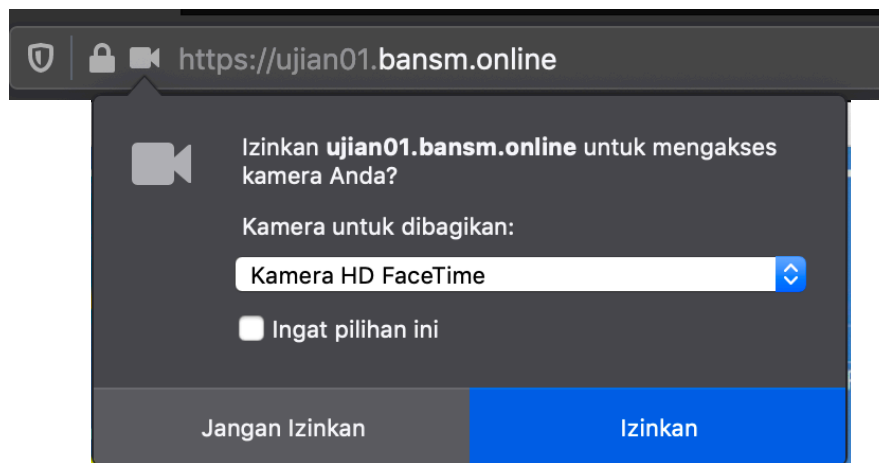 https://ujian01.bansm.online
Izinkan ujian01.bansm.online untuk mengakses
kamera Anda?
Kamera untuk dibagikan:
Kamera HD FaceTime
Ingat pilihan ini
Jangan Izinkan
Izinkan